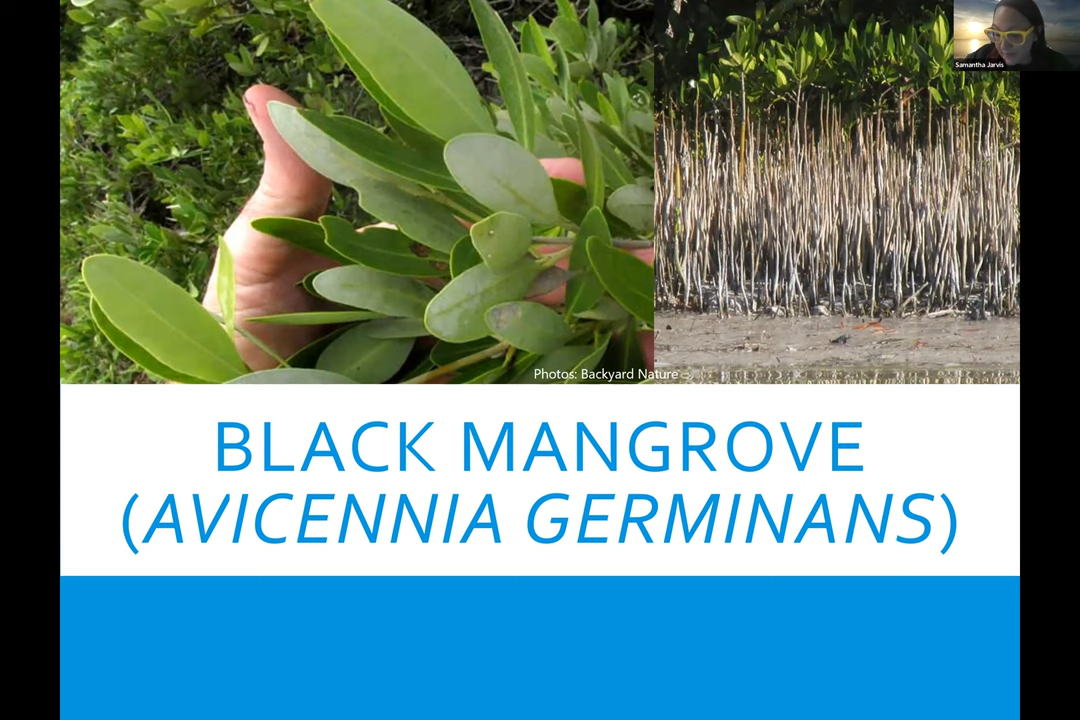 Samantha Jarvis
Photos: Backyard Nature
BLACK MANGROVE
(AVICENNIA GERMINANS)